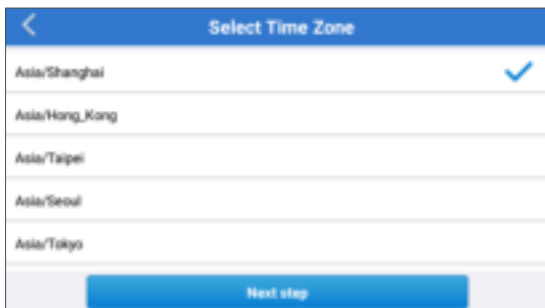 Select Time Zone
Asia/Shanghai
Asia/Hong_Kong
Asia/Taipei
Asia/Seoul
Asia/Tokyo
Next step